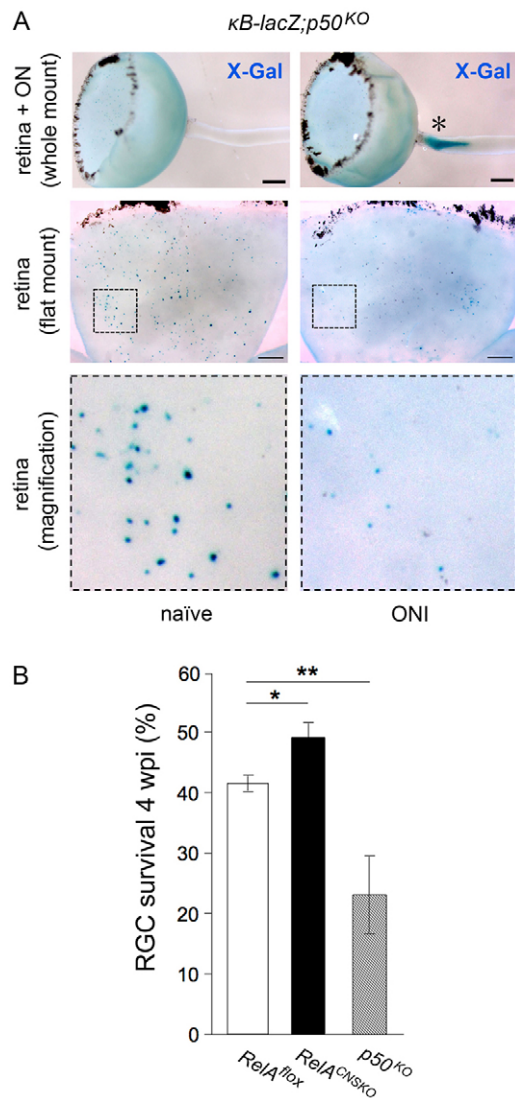 A
κB-lacZ;p50KO
retina + ON
(whole mount)
X-Gal
X-Gal
*
retina
(flat mount)
retina
(magnification)
naïve
ONI
B
RGC survival 4 wpi (%)
60
50
40
30
20
10
0
**
*
RelAflox
RelACNSKO
p50KO